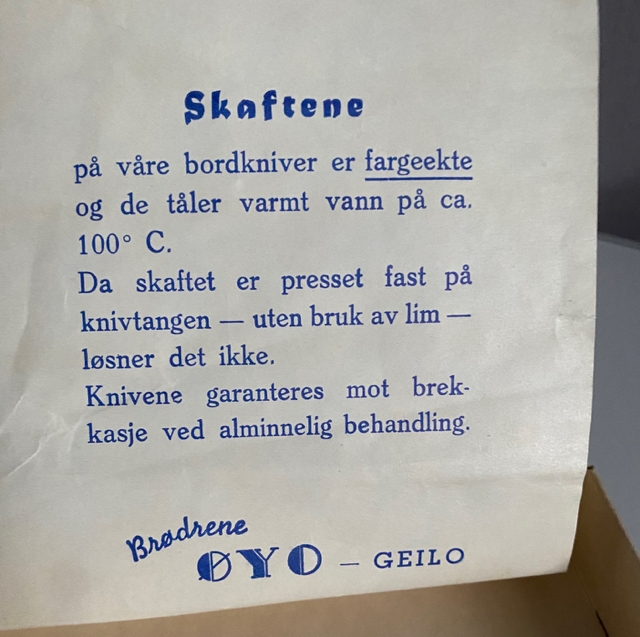 Skaftene
på våre bordkniver er fargeekte
og de tåler varmt vann på ca.
100° C.
Da skaftet er presset fast på
knivtangen — uten bruk av lim —
løsner det ikke.
Knivene garanteres mot brek-
kasje ved alminnelig behandling.
Brødrene
ØYO — GEILO